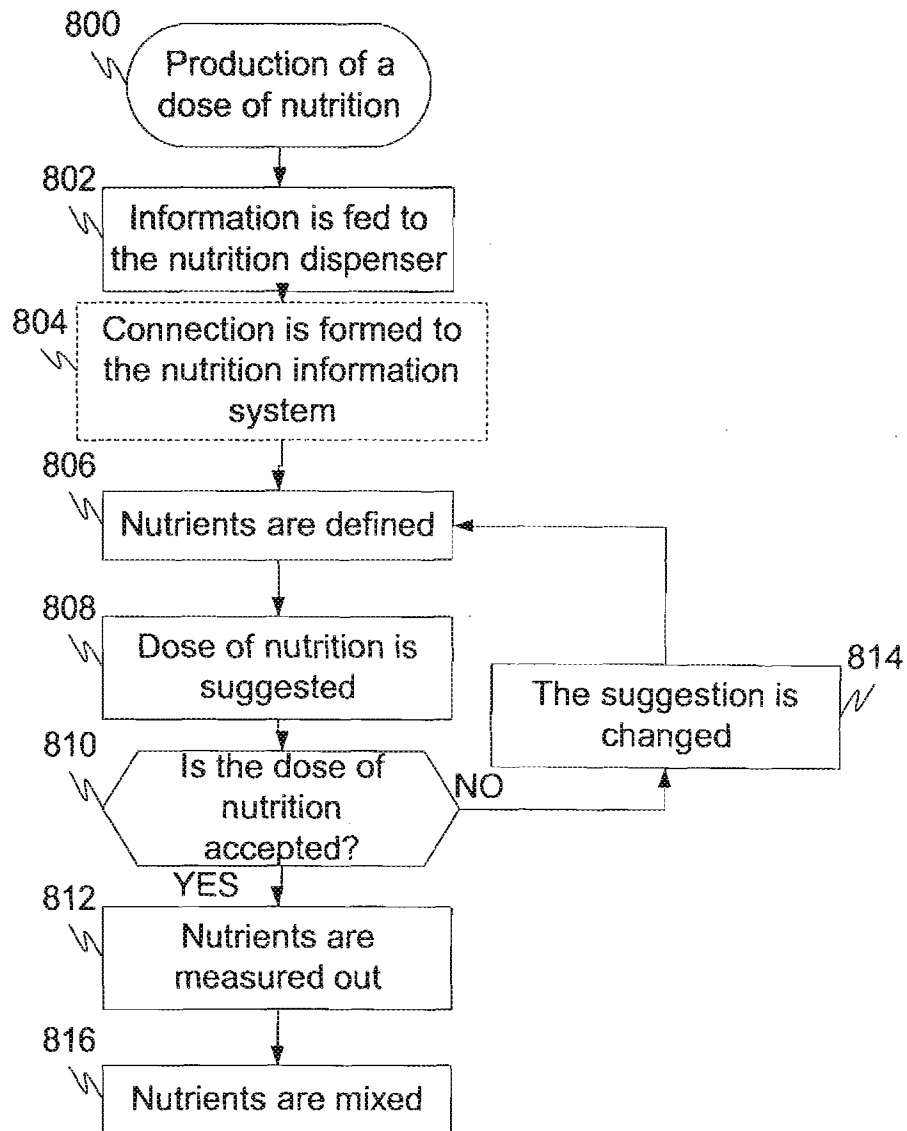 800
Production of a
dose of nutrition
802
Information is fed to
the nutrition dispenser
804
Connection is formed to
the nutrition information
system
806
Nutrients are defined
808
Dose of nutrition is
suggested
814
The suggestion is
changed
810
Is the dose of
nutrition
accepted?
NO
YES
812
Nutrients are
measured out
816
Nutrients are mixed